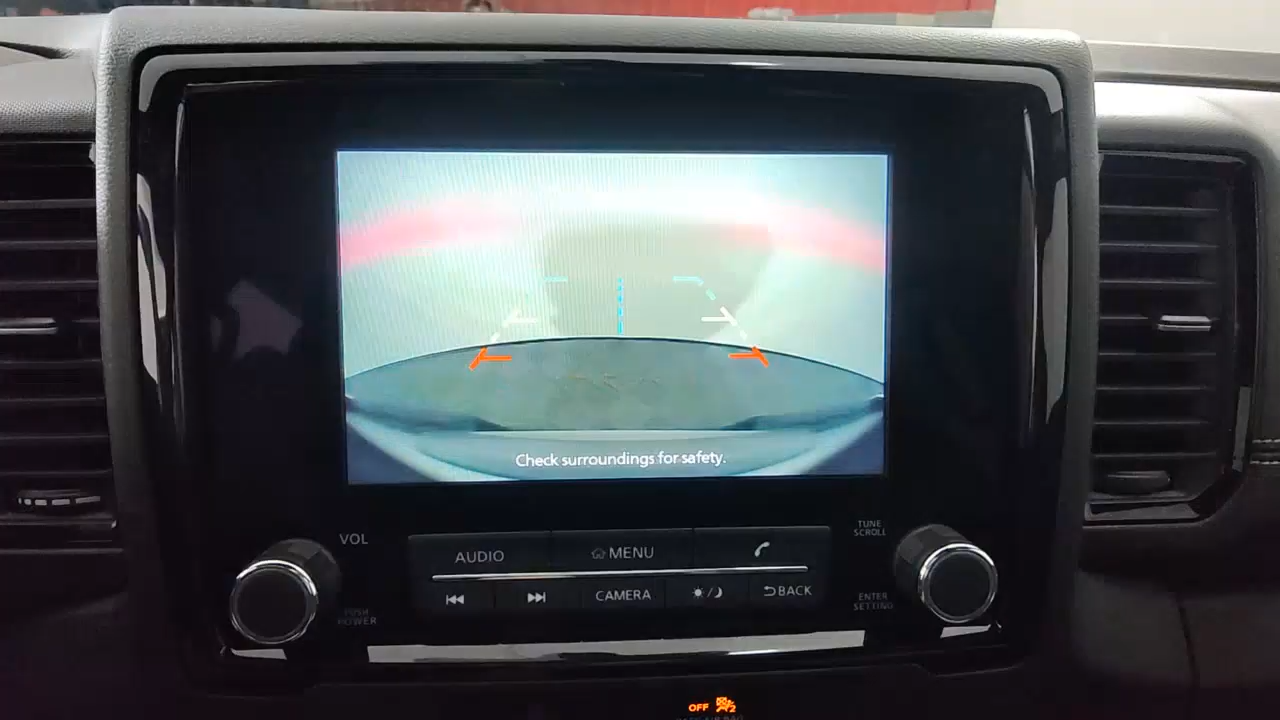 Check surroundings for safety.
VOL
TUNE
SCROLL
AUDIO
MENU
CAMERA
BACK
PUSH
POWER
ENTER
SETTING
OFF